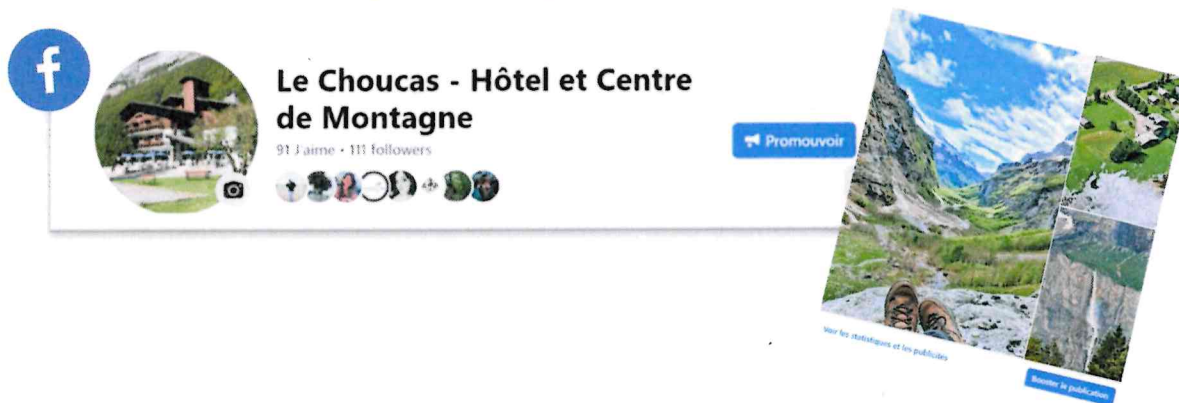 Le Choucas - Hôtel et Centre
de Montagne
91 J'aime • 111 followers
Promouvoir
Voir les statistiques et les publicités
Booster la publication